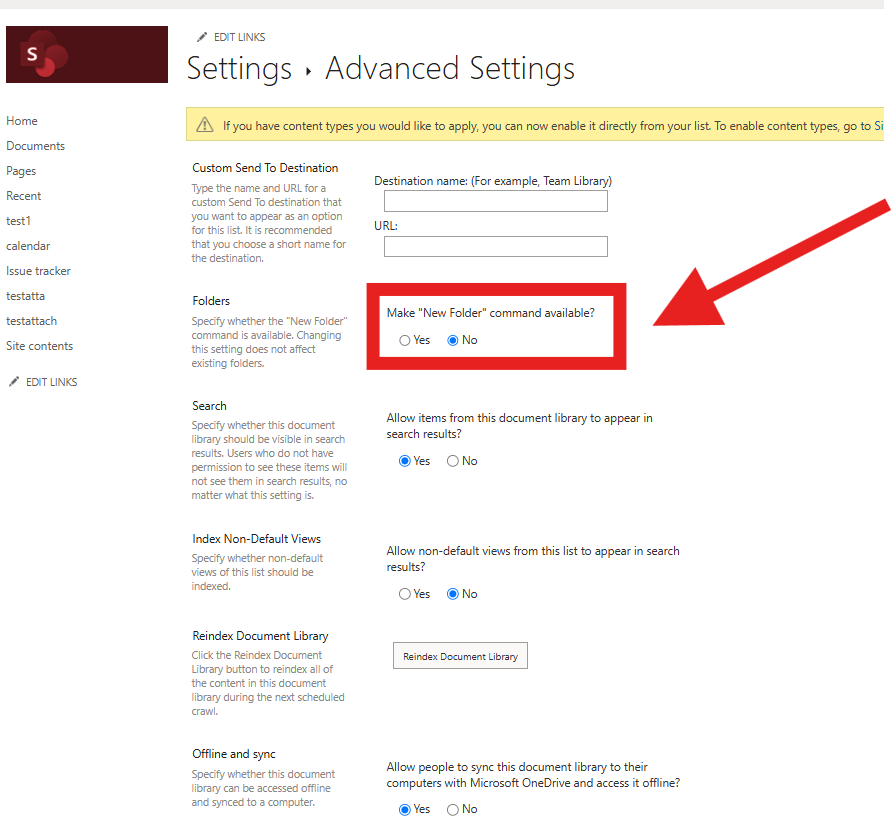 S
EDIT LINKS
Settings › Advanced Settings
Home
Documents
Pages
Recent
test1
calendar
Issue tracker
testatta
testattach
Site contents
EDIT LINKS
If you have content types you would like to apply, you can now enable it directly from your list. To enable content types, go to Si
Custom Send To Destination
Type the name and URL for a
custom Send To destination that
you want to appear as an option
for this list. It is recommended
that you choose a short name for
the destination.
Destination name: (For example, Team Library)
URL:
Folders
Specify whether the "New Folder"
command is available. Changing
this setting does not affect
existing folders.
Make "New Folder" command available?
Yes No
Search
Specify whether this document
library should be visible in search
results. Users who do not have
permission to see these items will
not see them in search results, no
matter what this setting is.
Allow items from this document library to appear in
search results?
Yes No
Index Non-Default Views
Specify whether non-default
views of this list should be
indexed.
Allow non-default views from this list to appear in search
results?
Yes No
Reindex Document Library
Click the Reindex Document
Library button to reindex all of
the content in this document
library during the next scheduled
crawl.
Reindex Document Library
Offline and sync
Specify whether this document
library can be accessed offline
and synced to a computer.
Allow people to sync this document library to their
computers with Microsoft OneDrive and access it offline?
Yes No